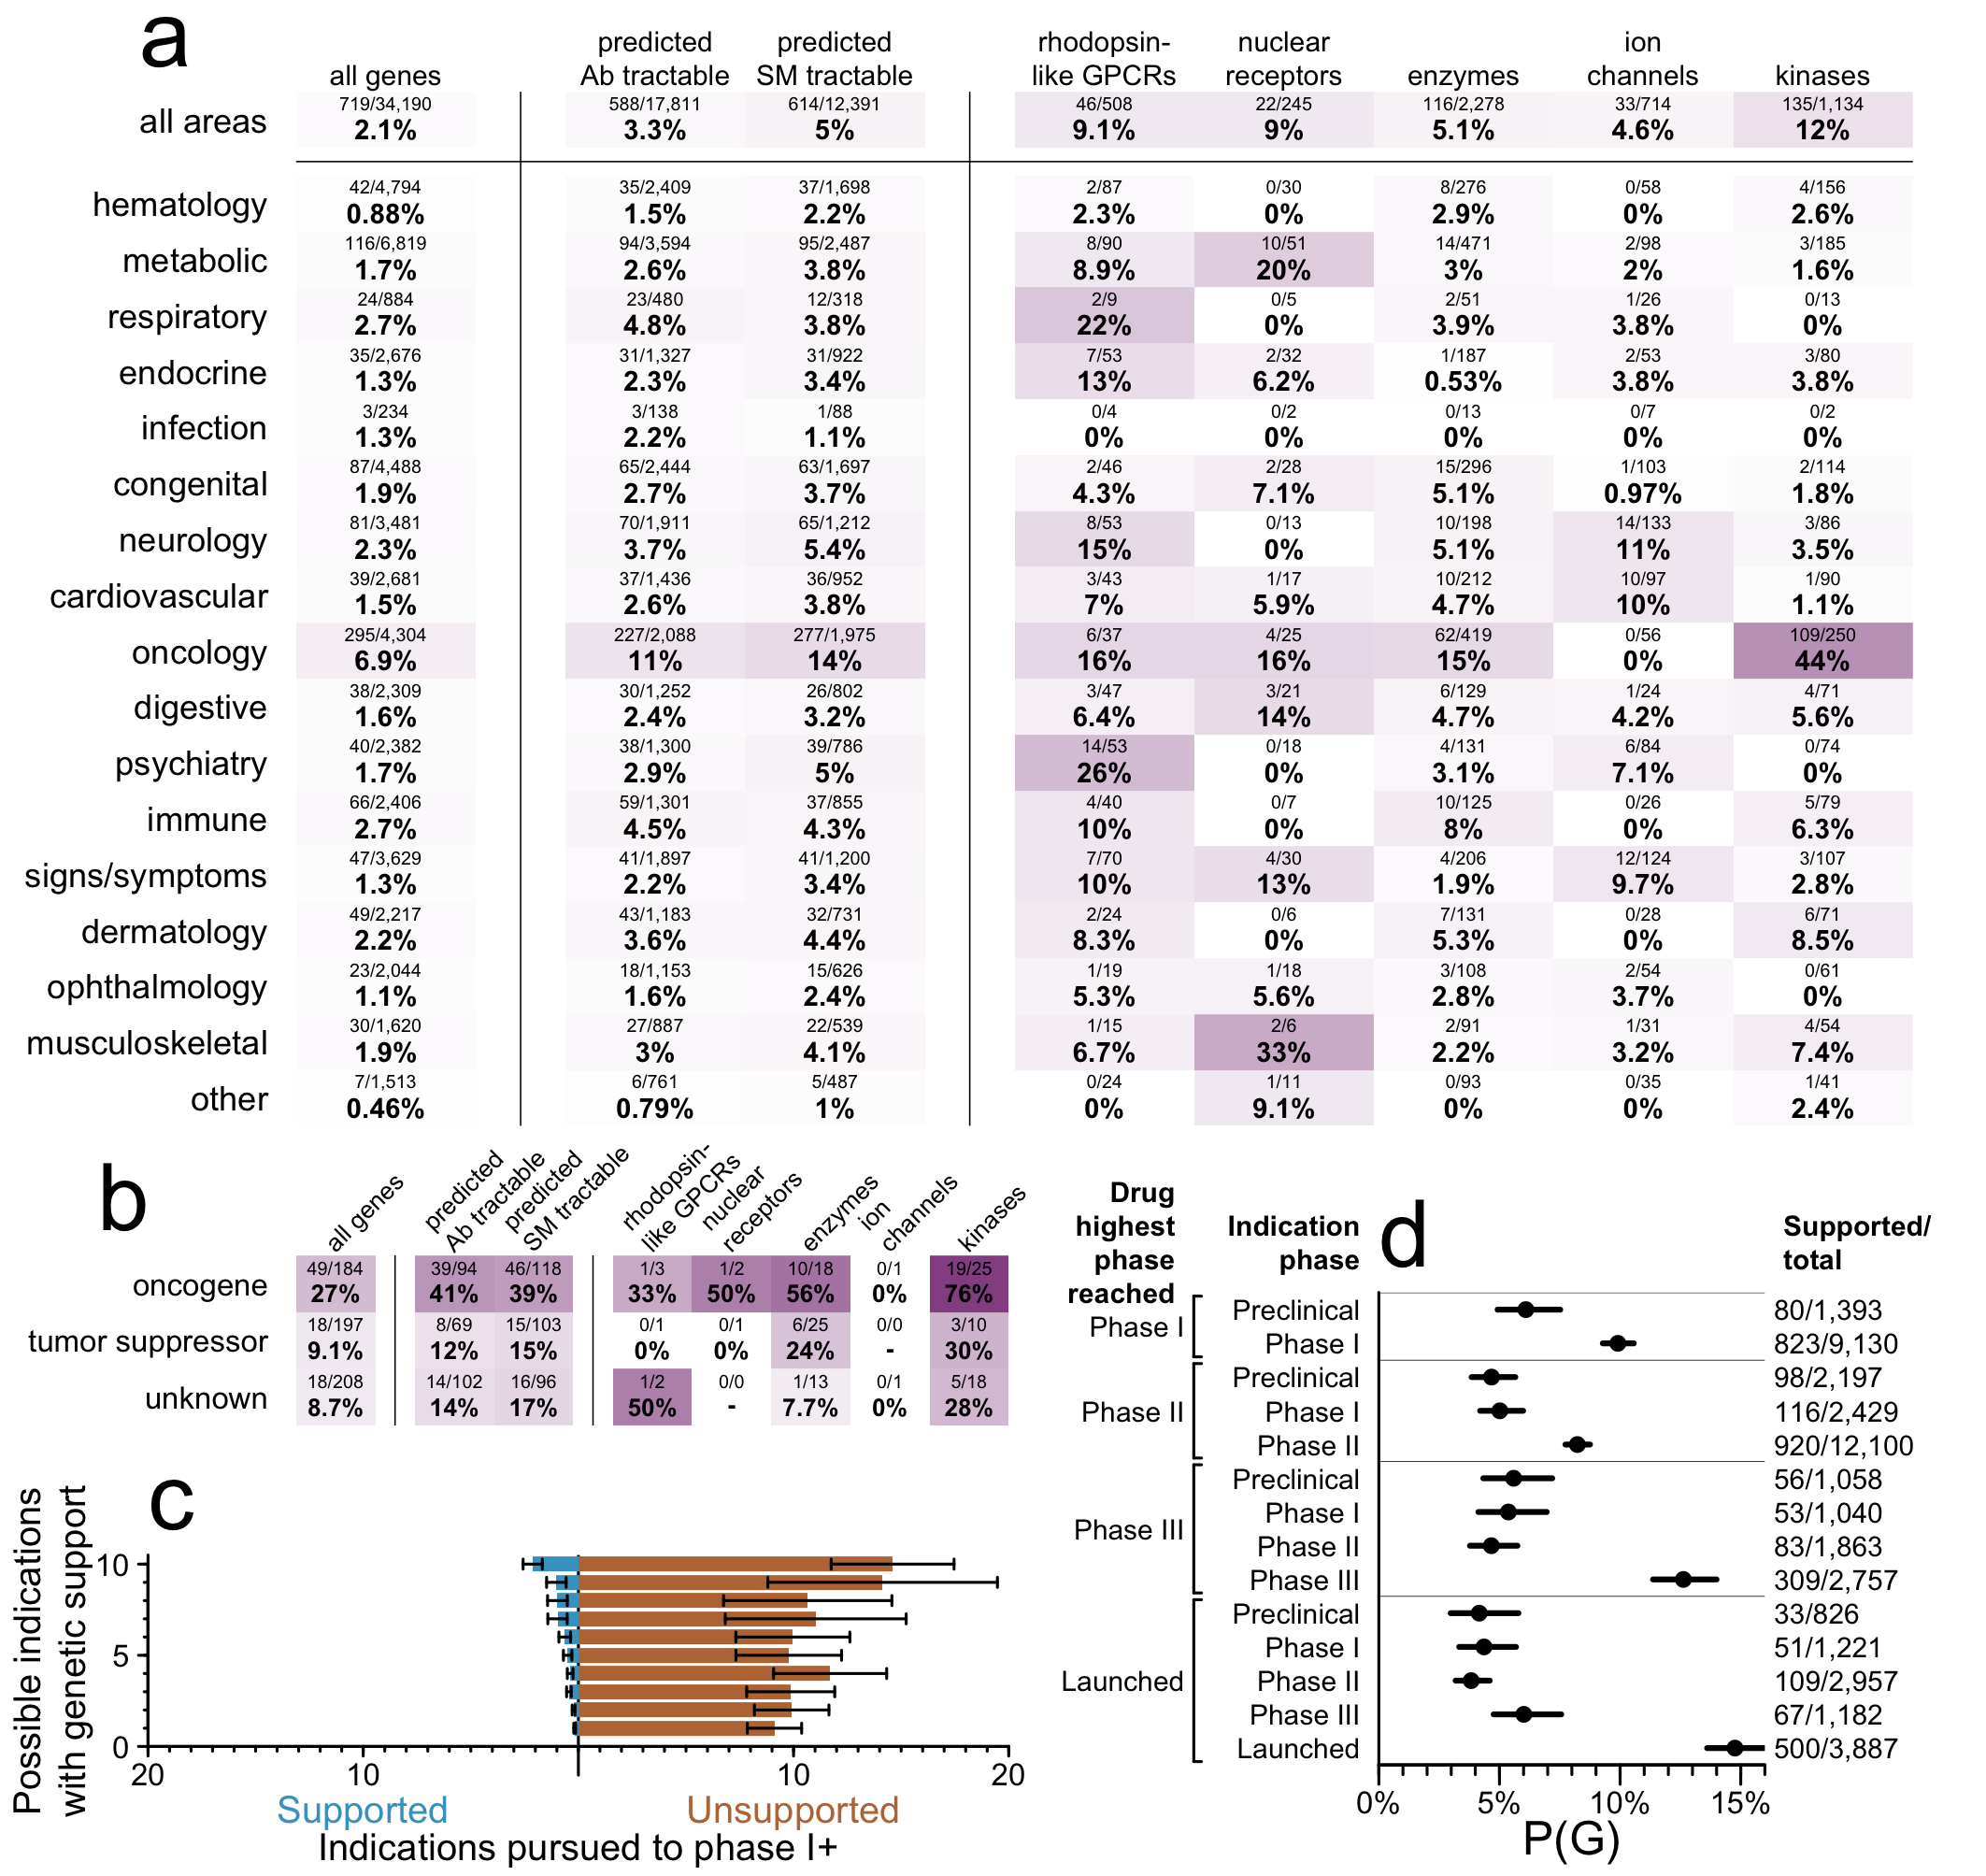 a
predicted predicted rhodopsin- nuclear ion
all genes Ab tractable SM tractable like GPCRs receptors enzymes channels kinases
719/34,190 588/17,811 614/12,391 46/508 22/245 116/2,278 33/714 135/1,134
all areas 2.1% 3.3% 5% 9.1% 9% 5.1% 4.6% 12%
42/4,794 35/2,409 37/1,698 2/87 0/30 8/276 0/58 4/156
hematology 0.88% 1.5% 2.2% 2.3% 0% 2.9% 0% 2.6%
116/6,819 94/3,594 95/2,487 8/90 10/51 14/471 2/98 3/185
metabolic 1.7% 2.6% 3.8% 8.9% 20% 3% 2% 1.6%
24/884 23/480 12/318 2/9 0/5 2/51 1/26 0/13
respiratory 2.7% 4.8% 3.8% 22% 0% 3.9% 3.8% 0%
35/2,676 31/1,327 31/922 7/53 2/32 1/187 2/53 3/80
endocrine 1.3% 2.3% 3.4% 13% 6.2% 0.53% 3.8% 3.8%
3/234 3/138 1/88 0/4 0/2 0/13 0/7 0/2
infection 1.3% 2.2% 1.1% 0% 0% 0% 0% 0%
87/4,488 65/2,444 63/1,697 2/46 2/28 15/296 1/103 2/114
congenital 1.9% 2.7% 3.7% 4.3% 7.1% 5.1% 0.97% 1.8%
81/3,481 70/1,911 65/1,212 8/53 0/13 10/198 14/133 3/86
neurology 2.3% 3.7% 5.4% 15% 0% 5.1% 11% 3.5%
39/2,681 37/1,436 36/952 3/43 1/17 10/212 10/97 1/90
cardiovascular 1.5% 2.6% 3.8% 7% 5.9% 4.7% 10% 1.1%
295/4,304 227/2,088 277/1,975 6/37 4/25 62/419 0/56 109/250
oncology 6.9% 11% 14% 16% 16% 15% 0% 44%
38/2,309 30/1,252 26/802 3/47 3/21 6/129 1/24 4/71
digestive 1.6% 2.4% 3.2% 6.4% 14% 4.7% 4.2% 5.6%
40/2,382 38/1,300 39/786 14/53 0/18 4/131 6/84 0/74
psychiatry 1.7% 2.9% 5% 26% 0% 3.1% 7.1% 0%
66/2,406 59/1,301 37/855 4/40 0/7 10/125 0/26 5/79
immune 2.7% 4.5% 4.3% 10% 0% 8% 0% 6.3%
47/3,629 41/1,897 41/1,200 7/70 4/30 4/206 12/124 3/107
signs/symptoms 1.3% 2.2% 3.4% 10% 13% 1.9% 9.7% 2.8%
49/2,217 43/1,183 32/731 2/24 0/6 7/131 0/28 6/71
dermatology 2.2% 3.6% 4.4% 8.3% 0% 5.3% 0% 8.5%
23/2,044 18/1,153 15/626 1/19 1/18 3/108 2/54 0/61
ophthalmology 1.1% 1.6% 2.4% 5.3% 5.6% 2.8% 3.7% 0%
30/1,620 27/887 22/539 1/15 2/6 2/91 1/31 4/54
musculoskeletal 1.9% 3% 4.1% 6.7% 33% 2.2% 3.2% 7.4%
7/1,513 6/761 5/487 0/24 1/11 0/93 0/35 1/41
other 0.46% 0.79% 1% 0% 9.1% 0% 0% 2.4%
b
all genes
predicted
Ab tractable
predicted
SM tractable
rhodopsin-
like GPCRs
nuclear
receptors
enzymes
ion
channels
kinases
49/184 39/94 46/118 1/3 1/2 10/18 0/1 19/25
oncogene 27% 41% 39% 33% 50% 56% 0% 76%
18/197 8/69 15/103 0/1 0/1 6/25 0/0 3/10
tumor suppressor 9.1% 12% 15% 0% 0% 24% - 30%
18/208 14/102 16/96 1/2 0/0 1/13 0/1 5/18
unknown 8.7% 14% 17% 50% - 7.7% 0% 28%
c
Possible indications
with genetic support
10
5
0
20 10 10 20
Supported Unsupported
Indications pursued to phase I+
d
Drug
highest
phase
reached
Indication
phase
Supported/
total
Phase I
Preclinical 80/1,393
Phase I 823/9,130
Phase II
Preclinical 98/2,197
Phase I 116/2,429
Phase II 920/12,100
Phase III
Preclinical 56/1,058
Phase I 53/1,040
Phase II 83/1,863
Phase III 309/2,757
Launched
Preclinical 33/826
Phase I 51/1,221
Phase II 109/2,957
Phase III 67/1,182
Launched 500/3,887
0% 5% 10% 15%
P(G)